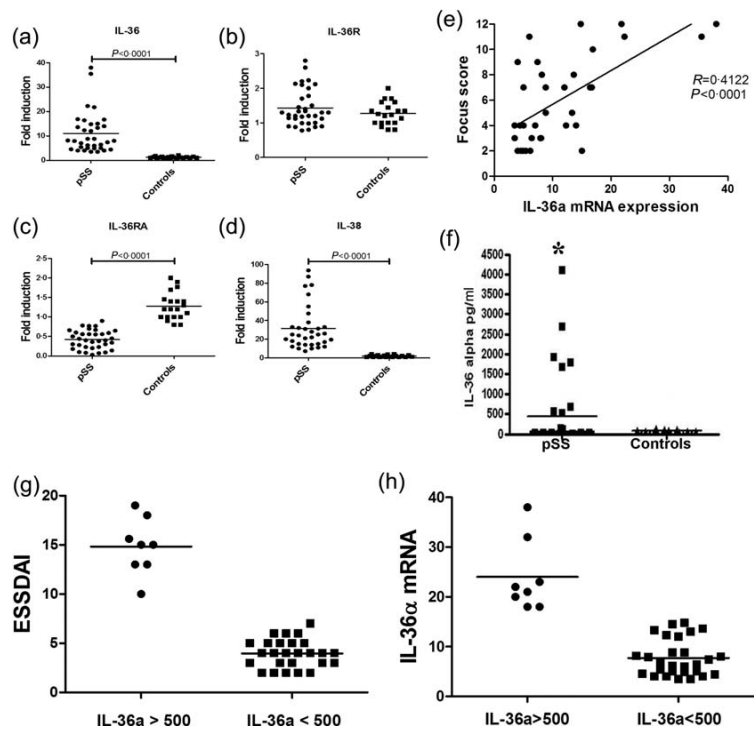 (a)
IL-36
P<0·0001
Fold induction
50
40
30
20
10
0
pSS
Controls
(b)
IL-36R
Fold induction
3
2
1
0
pSS
Controls
(c)
IL-36RA
P<0·0001
Fold induction
2·5
2·0
1·5
1·0
0·5
0·0
pSS
Controls
(d)
IL-38
P<0·0001
Fold induction
100
80
60
40
20
0
pSS
Controls
(e)
Focus score
12
10
8
6
4
2
0
R=0·4122
P<0·0001
0
10
20
30
40
IL-36a mRNA expression
(f)
*
IL-36 alpha pg/ml
4500
4000
3500
3000
2500
2000
1500
1000
500
0
pSS
Controls
(g)
ESSDAI
20
15
10
5
0
IL-36a > 500
IL-36a < 500
(h)
IL-36α mRNA
40
30
20
10
0
IL-36a>500
IL-36a<500